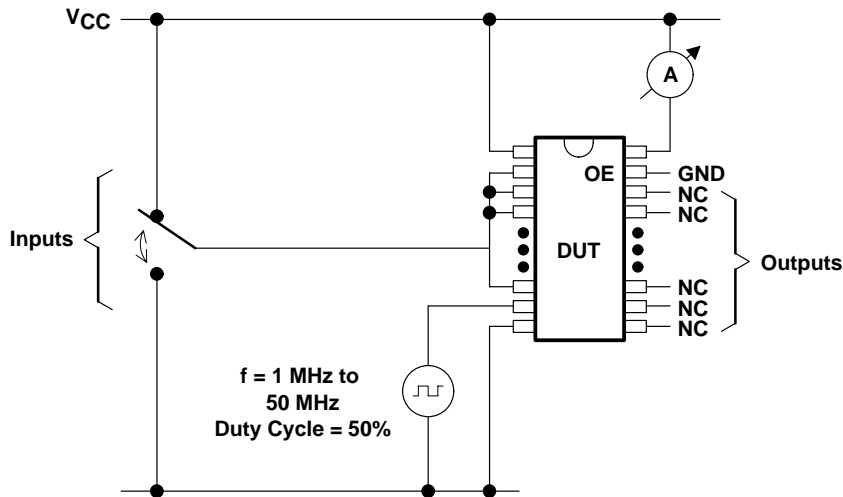 VCC
A
OE
GND
NC
NC
Inputs
DUT
Outputs
NC
NC
NC
f = 1 MHz to
50 MHz
Duty Cycle = 50%